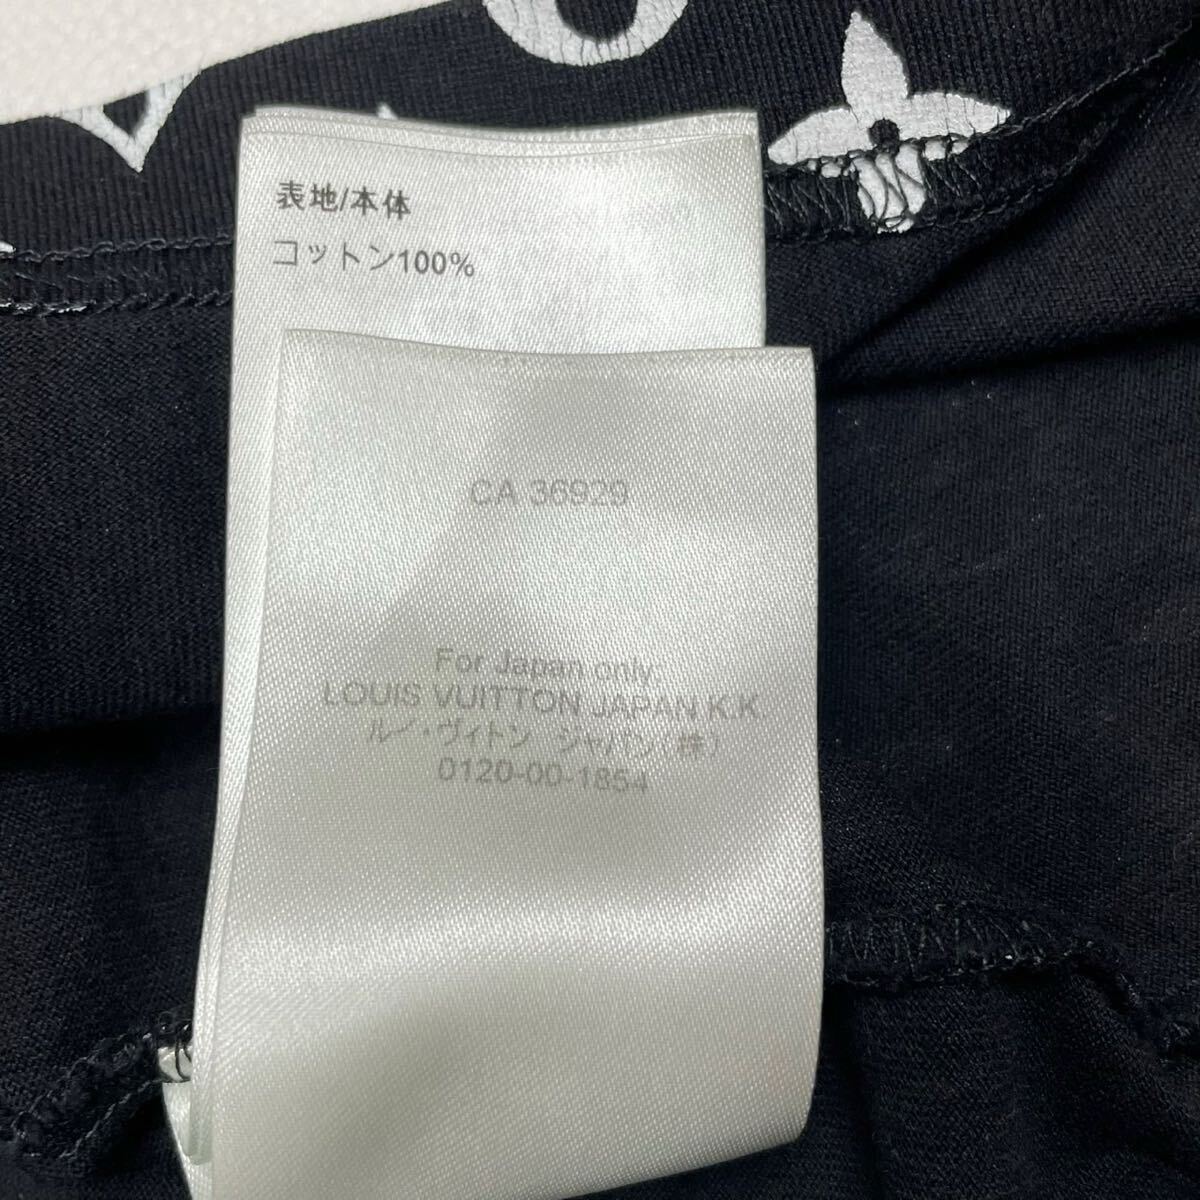 表地/本体
コットン100%
CA 36929
For Japan only:
LOUIS VUITTON JAPAN K.K.
ルイ・ヴィトン ジャパン(株)
0120-00-1854